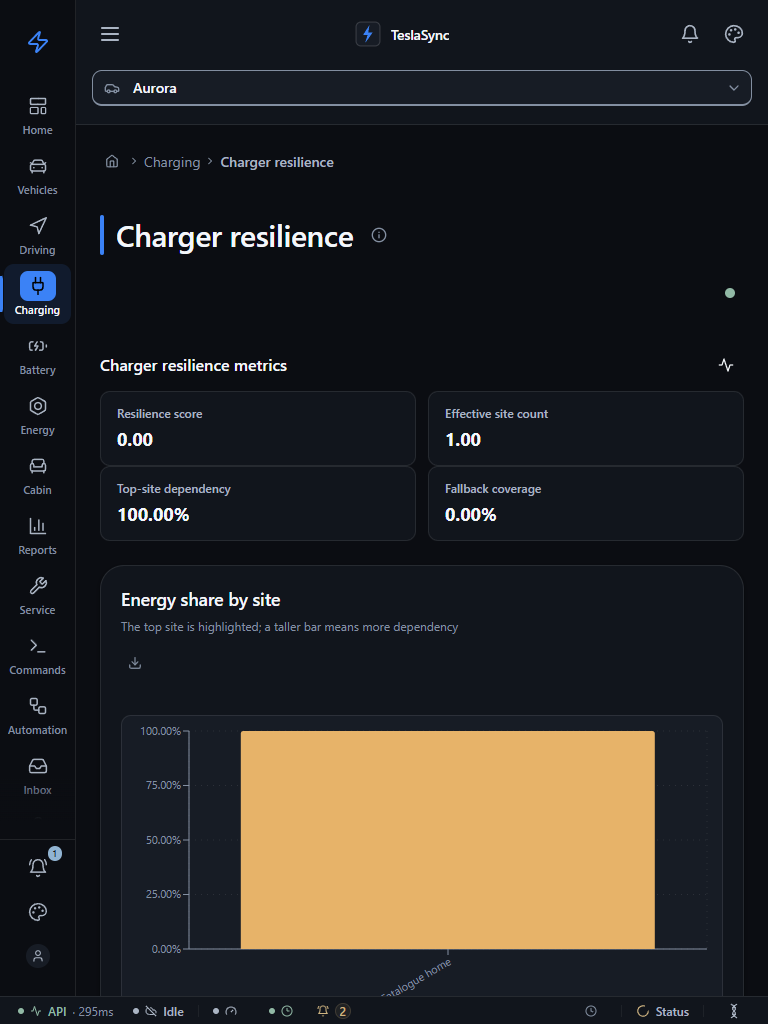 TeslaSync
Aurora
Home
Vehicles
Driving
Charging
Battery
Energy
Cabin
Reports
Service
Commands
Automation
Inbox
1
Charging
Charger resilience
Charger resilience
Charger resilience metrics
Resilience score
0.00
Effective site count
1.00
Top-site dependency
100.00%
Fallback coverage
0.00%
Energy share by site
The top site is highlighted; a taller bar means more dependency
100.00%
75.00%
50.00%
25.00%
0.00%
home
API · 295ms
Idle
2
Status